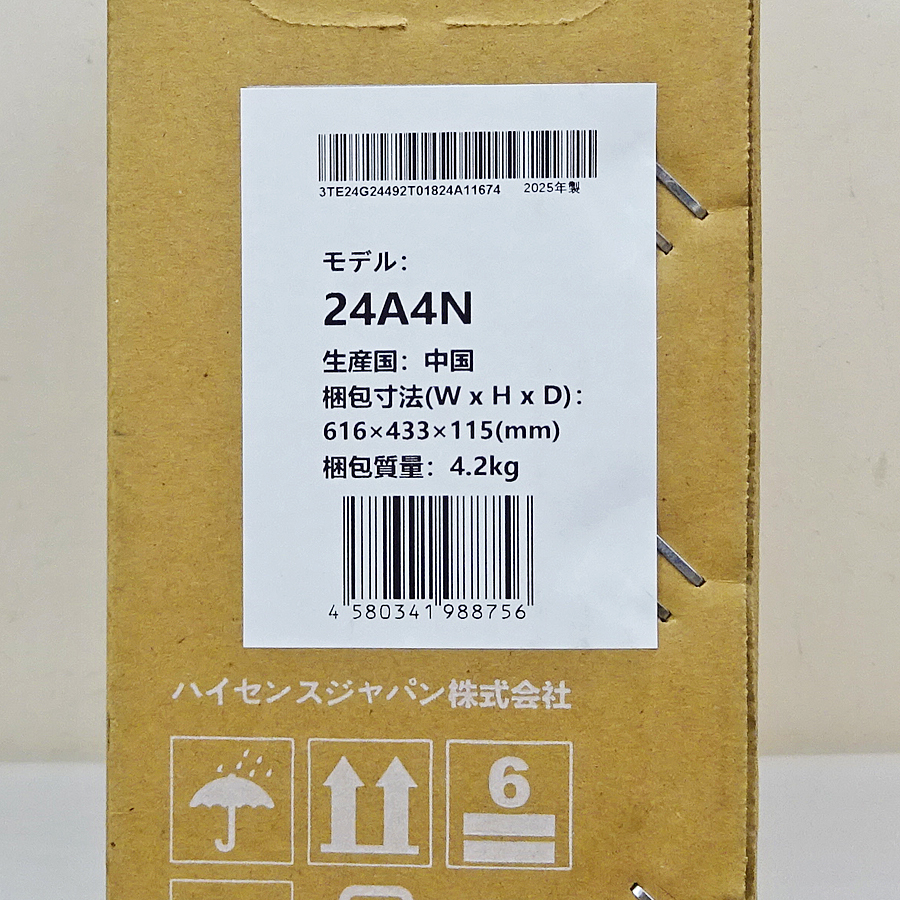 3TE24G24492T01824A11674 2025年製
モデル：
24A4N
生産国：中国
梱包寸法(W x H x D)：
616×433×115(mm)
梱包質量：4.2kg
4 580341 988756
ハイセンスジャパン株式会社
6